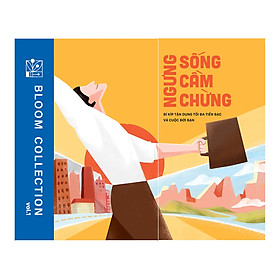 BLOOM COLLECTION
VOL.1
NGƯNG
SỐNG
CẦM
CHỪNG
BÍ KÍP TẬN DỤNG TỐI ĐA TIỀN BẠC
VÀ CUỘC ĐỜI BẠN